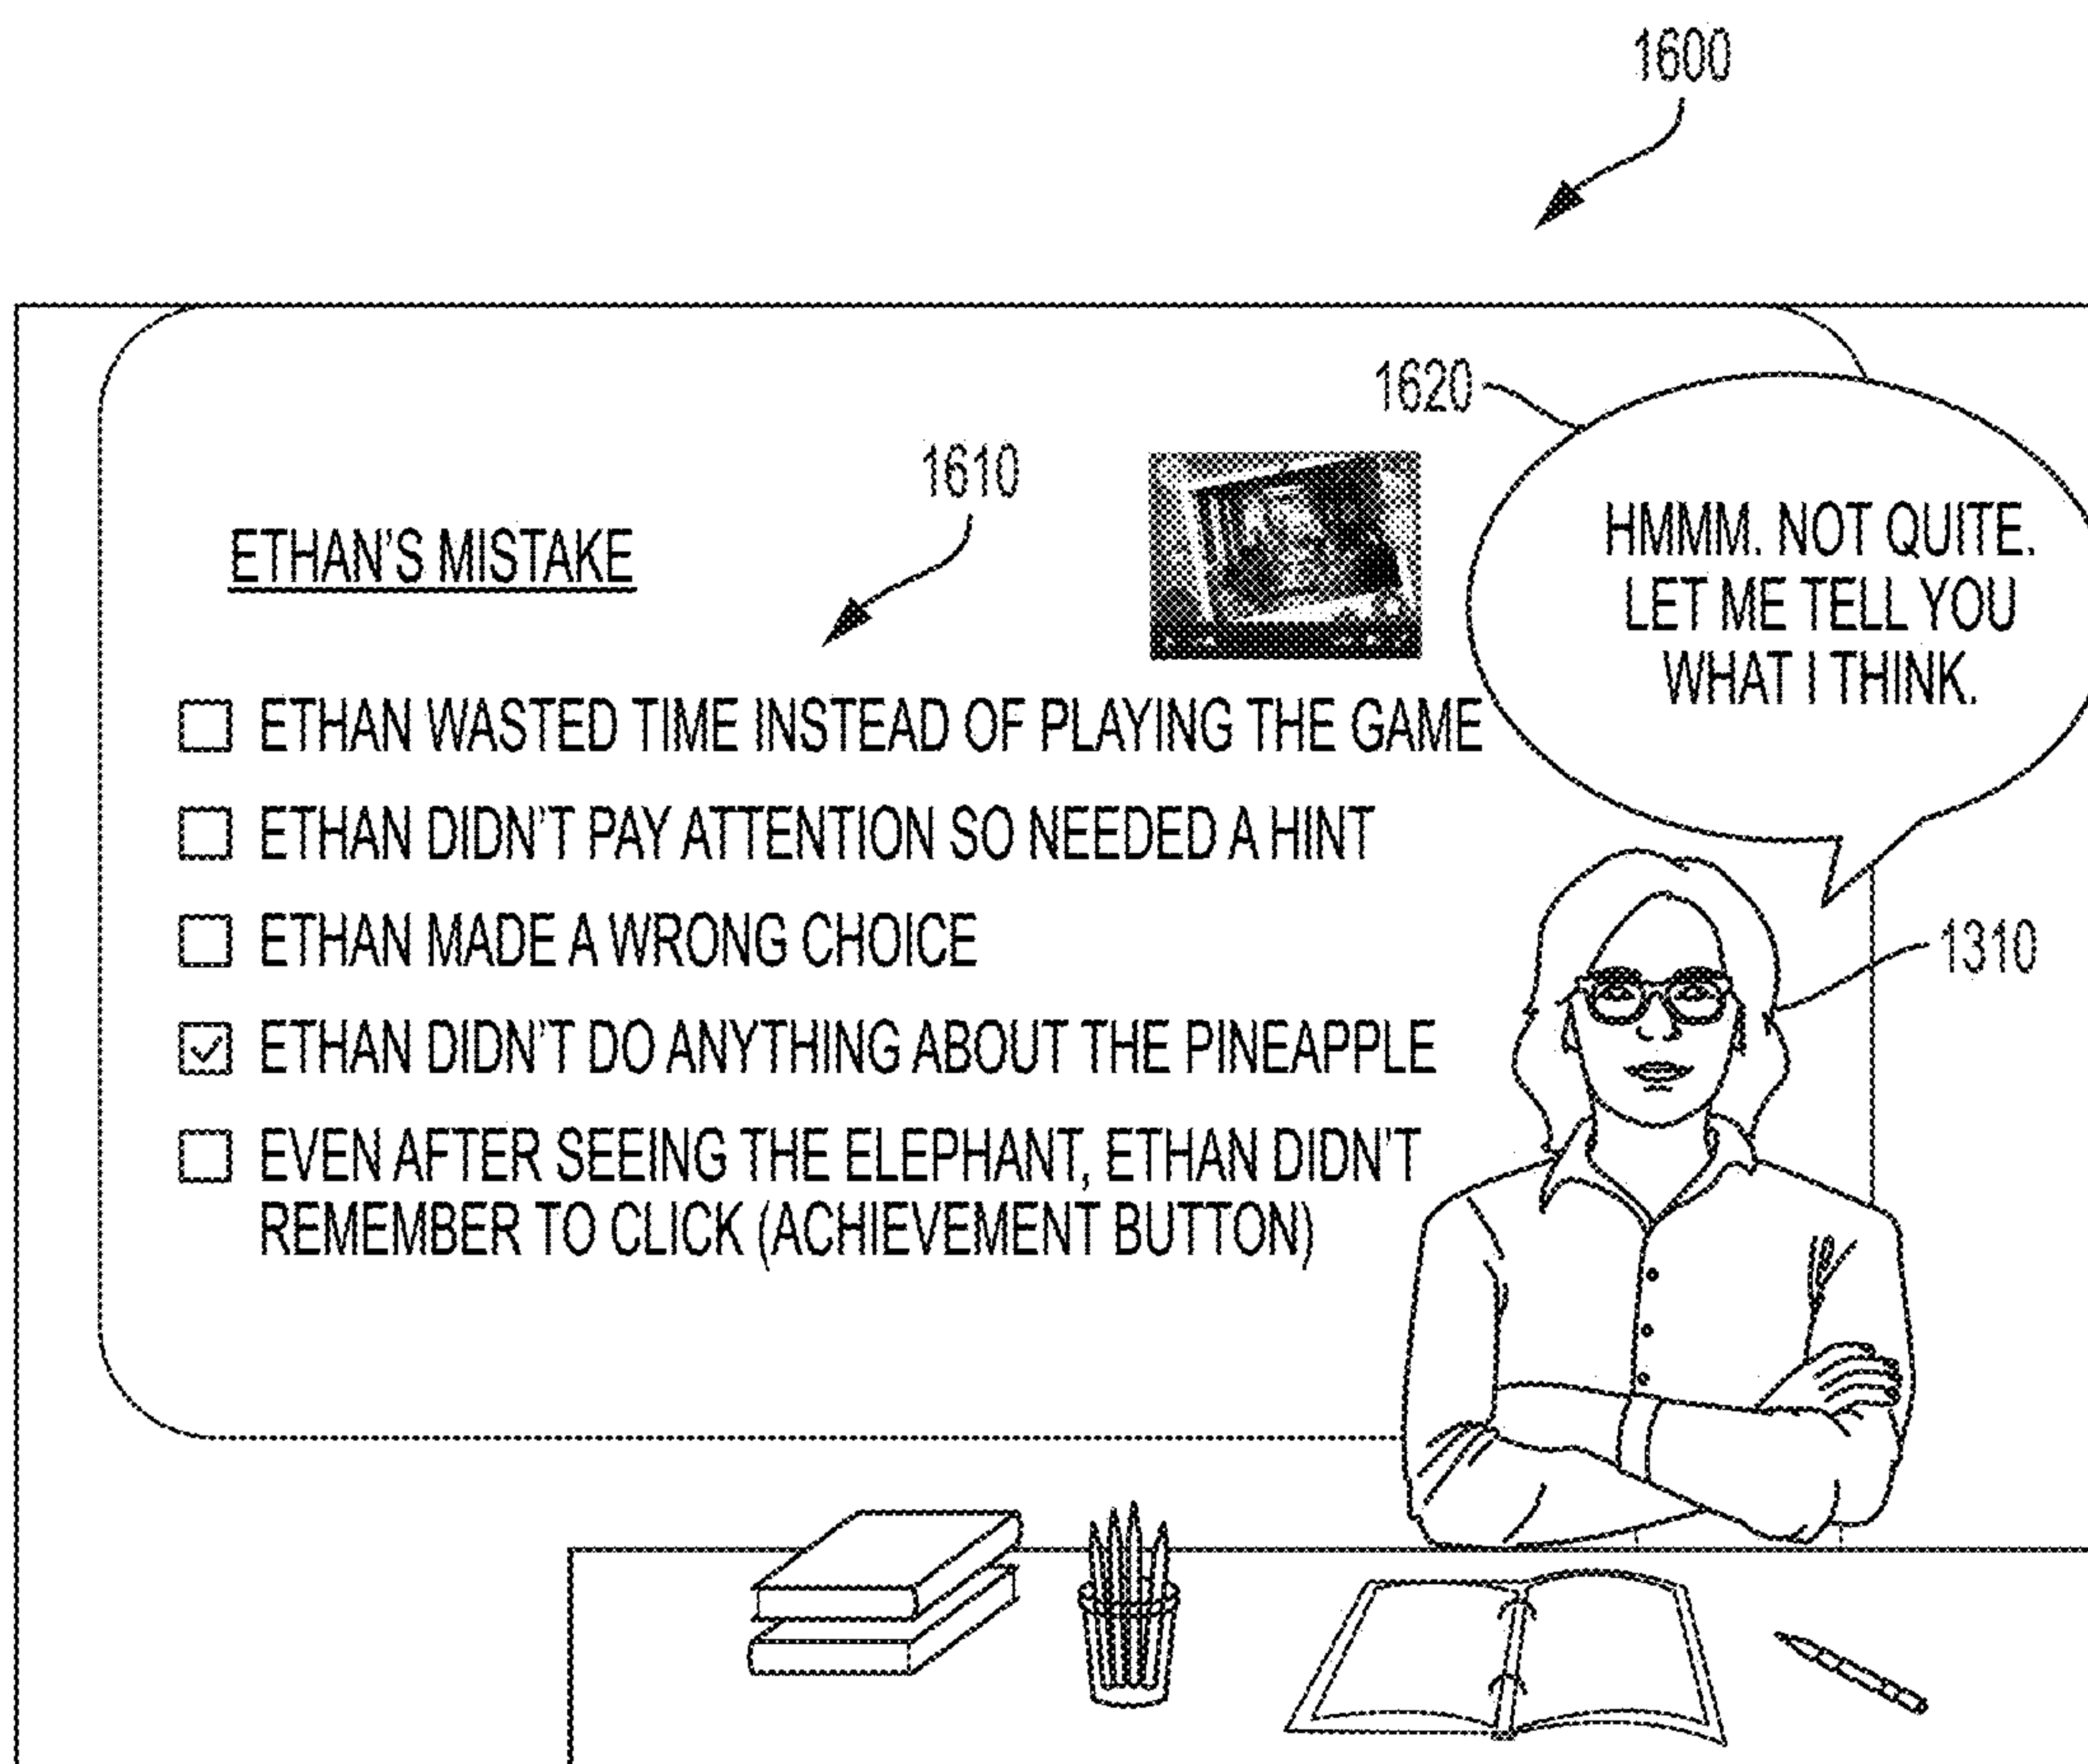 1600
1620
1610
HMMM. NOT QUITE.
LET ME TELL YOU
WHAT I THINK.
ETHAN'S MISTAKE
ETHAN WASTED TIME INSTEAD OF PLAYING THE GAME
ETHAN DIDN'T PAY ATTENTION SO NEEDED A HINT
ETHAN MADE A WRONG CHOICE
1310
ETHAN DIDN'T DO ANYTHING ABOUT THE PINEAPPLE
EVEN AFTER SEEING THE ELEPHANT, ETHAN DIDN'T
REMEMBER TO CLICK (ACHIEVEMENT BUTTON)